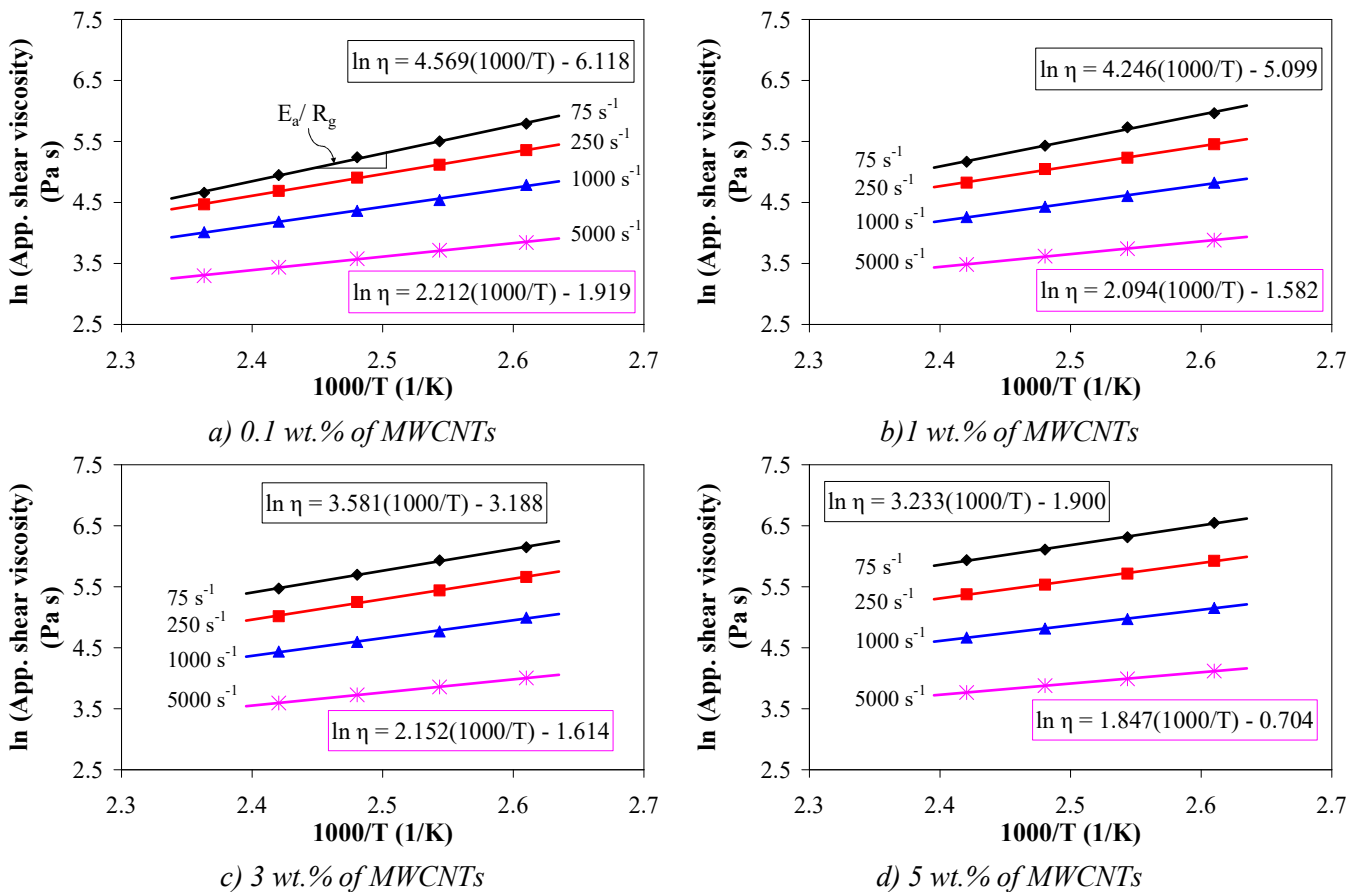 7.5
6.5
5.5
4.5
3.5
2.5
ln (App. shear viscosity)
(Pa s)
ln η = 4.569(1000/T) - 6.118
Eₐ/ R_g
75 s⁻¹
250 s⁻¹
1000 s⁻¹
5000 s⁻¹
ln η = 2.212(1000/T) - 1.919
2.3 2.4 2.5 2.6 2.7
1000/T (1/K)
a) 0.1 wt.% of MWCNTs
7.5
6.5
5.5
4.5
3.5
2.5
ln (App. shear viscosity)
(Pa s)
ln η = 4.246(1000/T) - 5.099
75 s⁻¹
250 s⁻¹
1000 s⁻¹
5000 s⁻¹
ln η = 2.094(1000/T) - 1.582
2.3 2.4 2.5 2.6 2.7
1000/T (1/K)
b)1 wt.% of MWCNTs
7.5
6.5
5.5
4.5
3.5
2.5
ln (App. shear viscosity)
(Pa s)
ln η = 3.581(1000/T) - 3.188
75 s⁻¹
250 s⁻¹
1000 s⁻¹
5000 s⁻¹
ln η = 2.152(1000/T) - 1.614
2.3 2.4 2.5 2.6 2.7
1000/T (1/K)
c) 3 wt.% of MWCNTs
7.5
6.5
5.5
4.5
3.5
2.5
ln (App. shear viscosity)
(Pa s)
ln η = 3.233(1000/T) - 1.900
75 s⁻¹
250 s⁻¹
1000 s⁻¹
5000 s⁻¹
ln η = 1.847(1000/T) - 0.704
2.3 2.4 2.5 2.6 2.7
1000/T (1/K)
d) 5 wt.% of MWCNTs